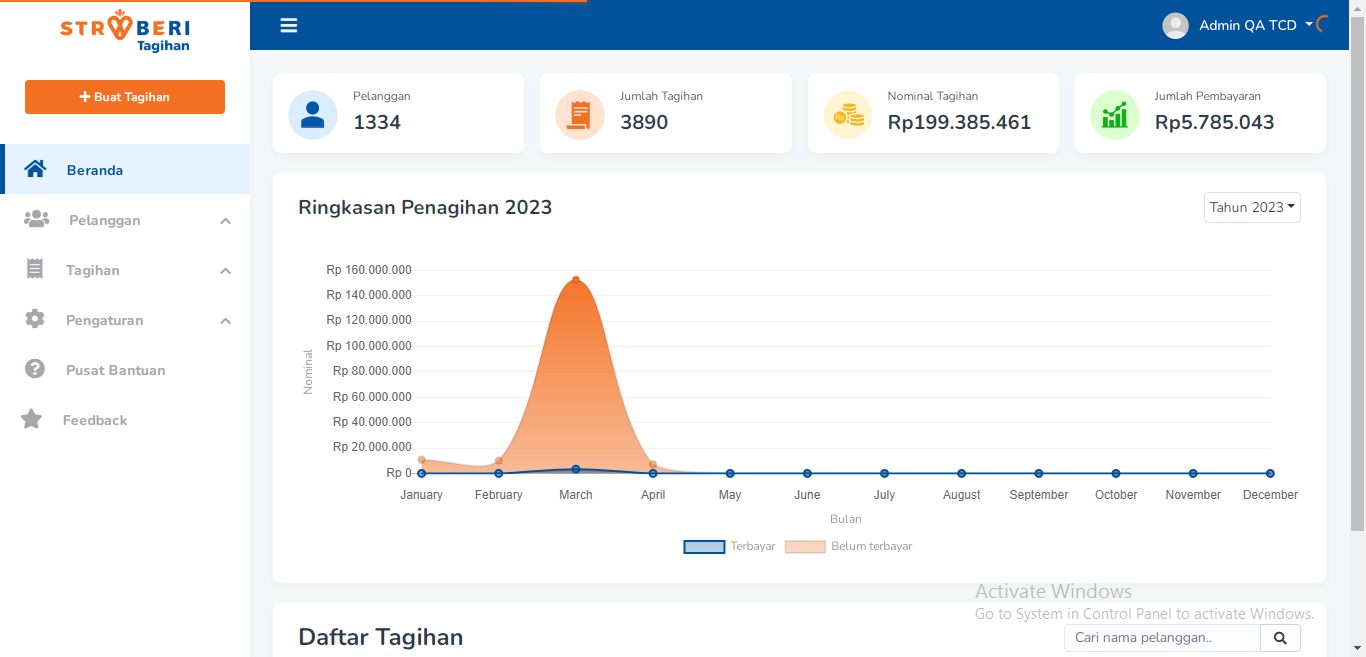 STRWBERI
Tagihan
Admin QA TCD
+ Buat Tagihan
Beranda
Pelanggan
Tagihan
Pengaturan
Pusat Bantuan
Feedback
Pelanggan
1334
Jumlah Tagihan
3890
Rp
Nominal Tagihan
Rp199.385.461
Jumlah Pembayaran
Rp5.785.043
Ringkasan Penagihan 2023
Tahun 2023
Rp 160.000.000
Rp 140.000.000
Rp 120.000.000
Rp 100.000.000
Rp 80.000.000
Rp 60.000.000
Rp 40.000.000
Rp 20.000.000
Rp 0
Nominal
January February March April May June July August September October November December
Bulan
Terbayar Belum terbayar
Activate Windows
Go to System in Control Panel to activate Windows.
Daftar Tagihan
Cari nama pelanggan..